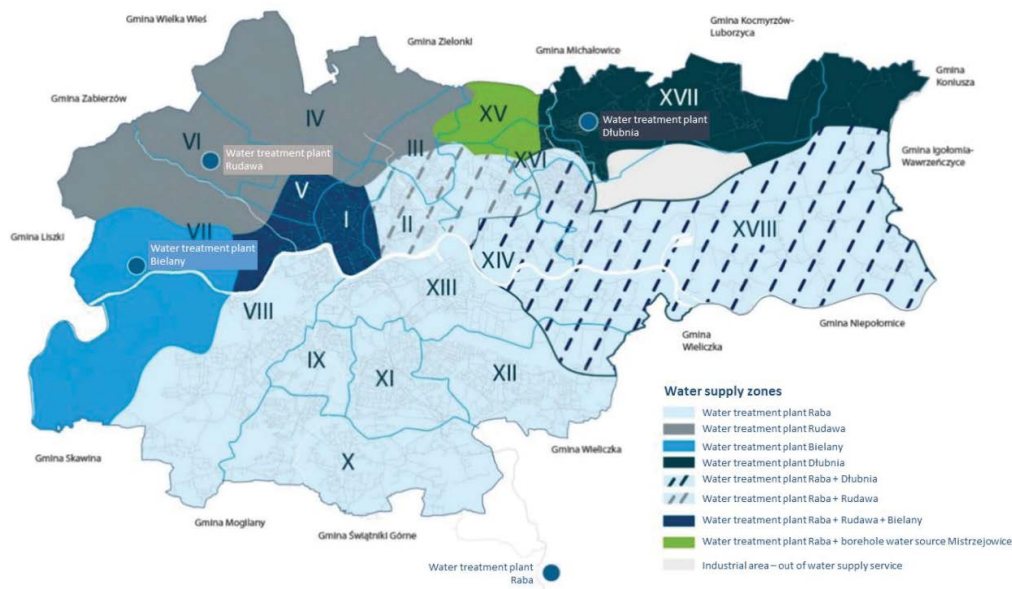 Gmina Wielka Wieś
Gmina Kocmyrzów-
Luborzyca
Gmina Zielonki
Gmina Michałowice
Gmina
Koniusza
Gmina Zabierzów
XVII
IV
XV
Water treatment plant
Dłubnia
VI
Water treatment plant
Rudawa
III
XVI
Gmina Igołomia-
Wawrzeńczyce
V
I
II
VII
XVIII
Gmina Liszki
Water treatment plant
Bielany
XIV
XIII
VIII
Gmina Niepołomice
Gmina
Wieliczka
IX
XI
XII
Water supply zones
Water treatment plant Raba
Water treatment plant Rudawa
Water treatment plant Bielany
Water treatment plant Dłubnia
Water treatment plant Raba + Dłubnia
Water treatment plant Raba + Rudawa
Water treatment plant Raba + Rudawa + Bielany
Water treatment plant Raba + borehole water source Mistrzejowice
Industrial area – out of water supply service
Gmina Skawina
X
Gmina Wieliczka
Gmina Mogilany
Gmina Świątniki Górne
Water treatment plant
Raba